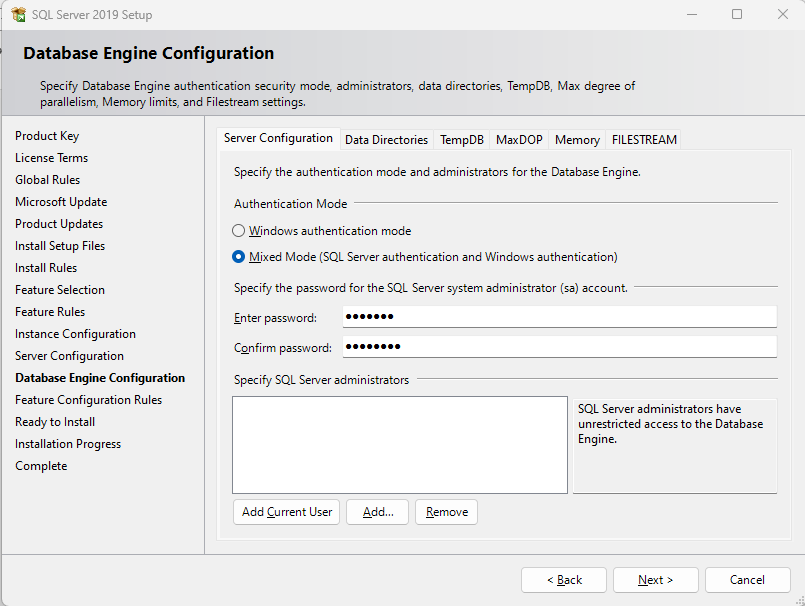 SQL Server 2019 Setup
Database Engine Configuration
Specify Database Engine authentication security mode, administrators, data directories, TempDB, Max degree of
parallelism, Memory limits, and Filestream settings.
Product Key
License Terms
Global Rules
Microsoft Update
Product Updates
Install Setup Files
Install Rules
Feature Selection
Feature Rules
Instance Configuration
Server Configuration
Database Engine Configuration
Feature Configuration Rules
Ready to Install
Installation Progress
Complete
Server Configuration Data Directories TempDB MaxDOP Memory FILESTREAM
Specify the authentication mode and administrators for the Database Engine.
Authentication Mode
Windows authentication mode
Mixed Mode (SQL Server authentication and Windows authentication)
Specify the password for the SQL Server system administrator (sa) account.
Enter password: ●●●●●●●
Confirm password: ●●●●●●●●
Specify SQL Server administrators
SQL Server administrators have
unrestricted access to the Database
Engine.
Add Current User Add... Remove
< Back Next > Cancel